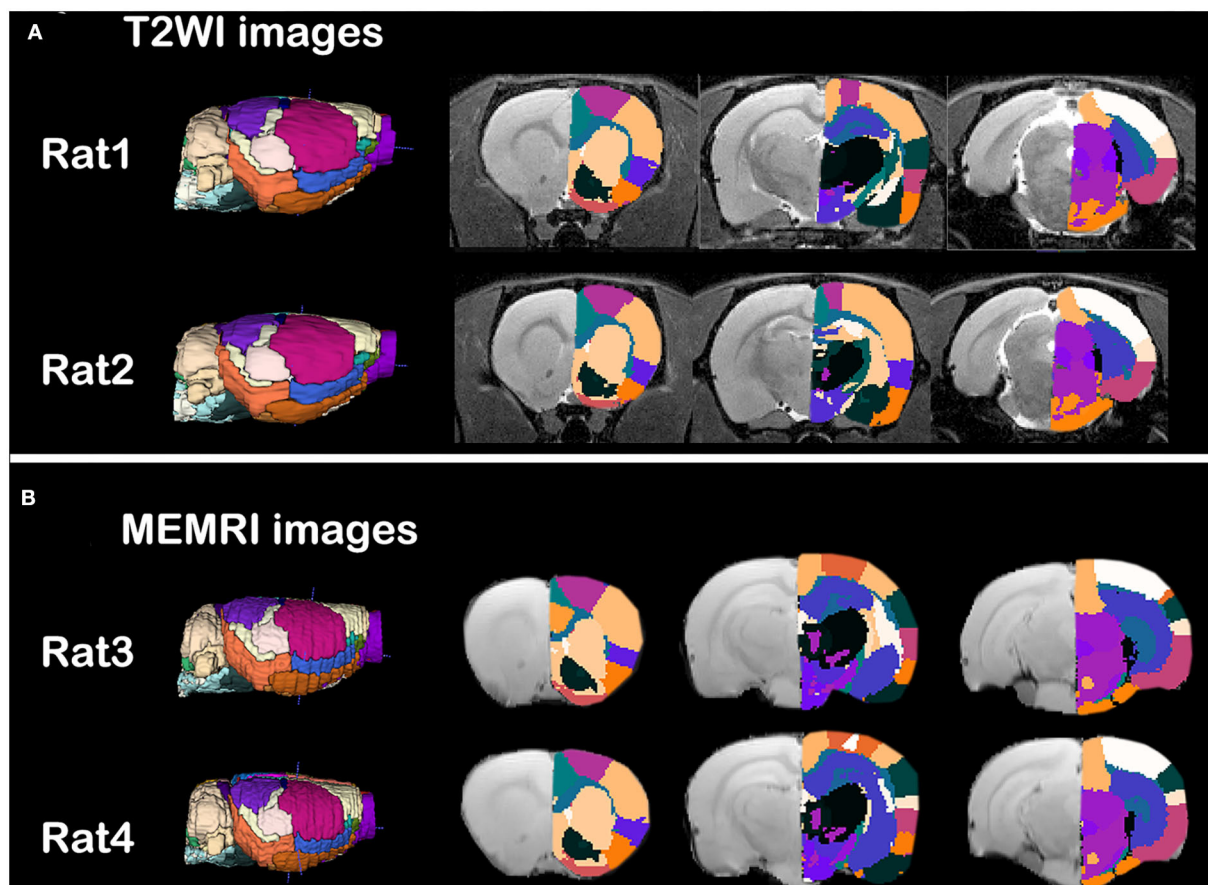 A
T2WI images
Rat1
Rat2
B
MEMRI images
Rat3
Rat4